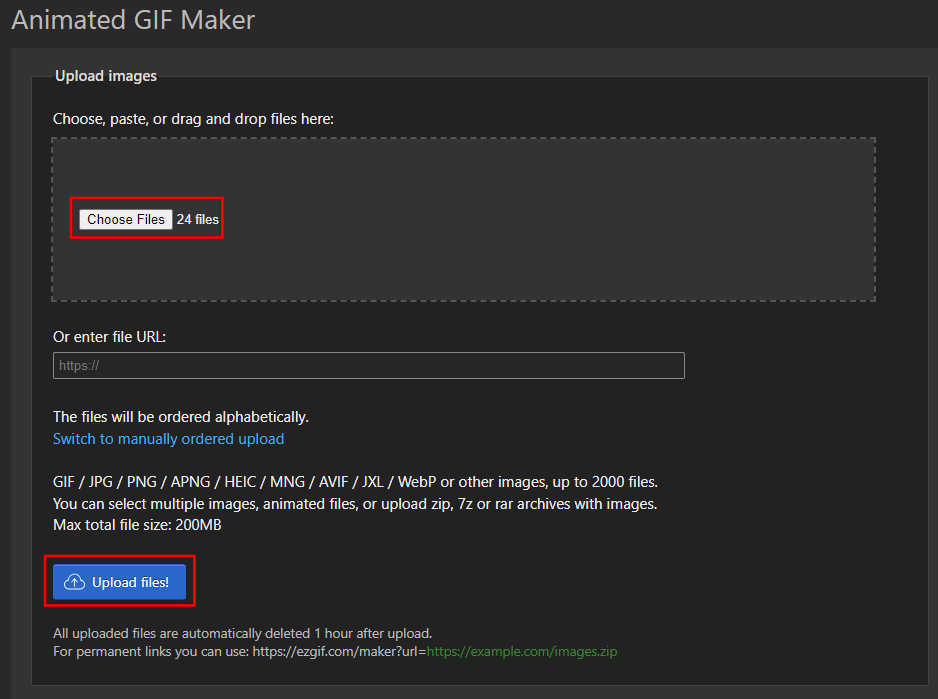 Animated GIF Maker
Upload images
Choose, paste, or drag and drop files here:
Choose Files 24 files
Or enter file URL:
https://
The files will be ordered alphabetically.
Switch to manually ordered upload
GIF / JPG / PNG / APNG / HEIC / MNG / AVIF / JXL / WebP or other images, up to 2000 files.
You can select multiple images, animated files, or upload zip, 7z or rar archives with images.
Max total file size: 200MB
Upload files!
All uploaded files are automatically deleted 1 hour after upload.
For permanent links you can use: https://ezgif.com/maker?url=https://example.com/images.zip